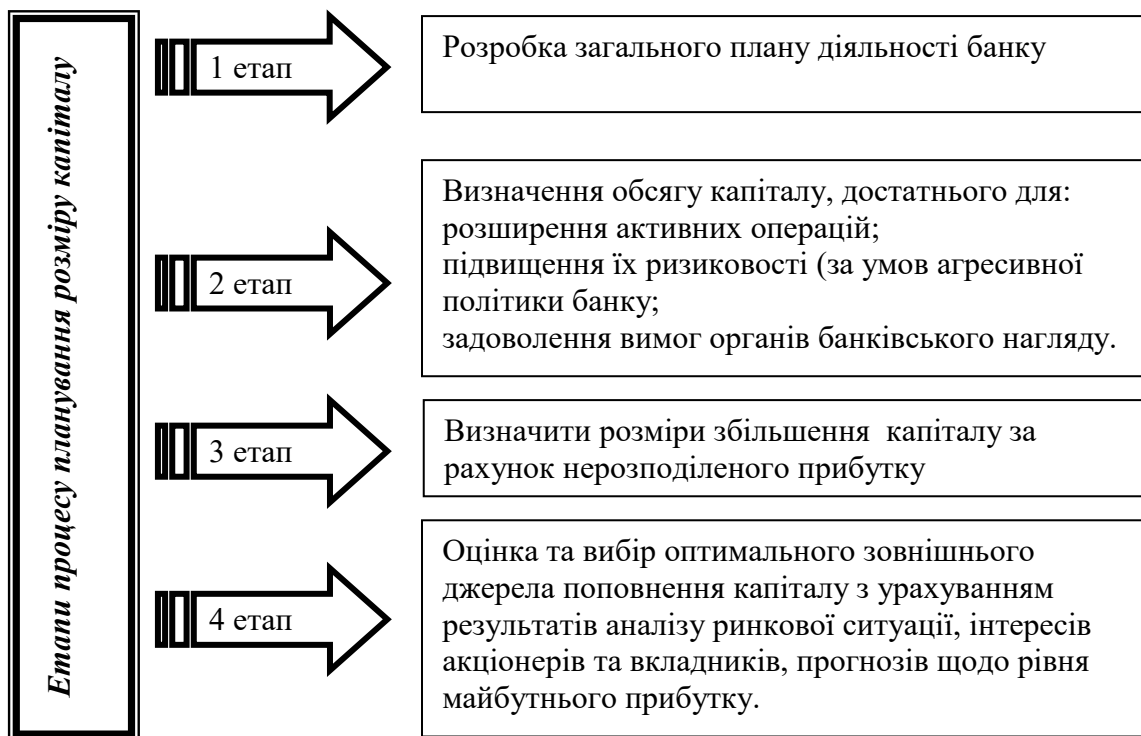 Етапи процесу планування розміру капіталу
1 етап
Розробка загального плану діяльності банку
2 етап
Визначення обсягу капіталу, достатнього для:
розширення активних операцій;
підвищення їх ризиковості (за умов агресивної
політики банку;
задоволення вимог органів банківського нагляду.
3 етап
Визначити розміри збільшення  капіталу за
рахунок нерозподіленого прибутку
4 етап
Оцінка та вибір оптимального зовнішнього
джерела поповнення капіталу з урахуванням
результатів аналізу ринкової ситуації, інтересів
акціонерів та вкладників, прогнозів щодо рівня
майбутнього прибутку.